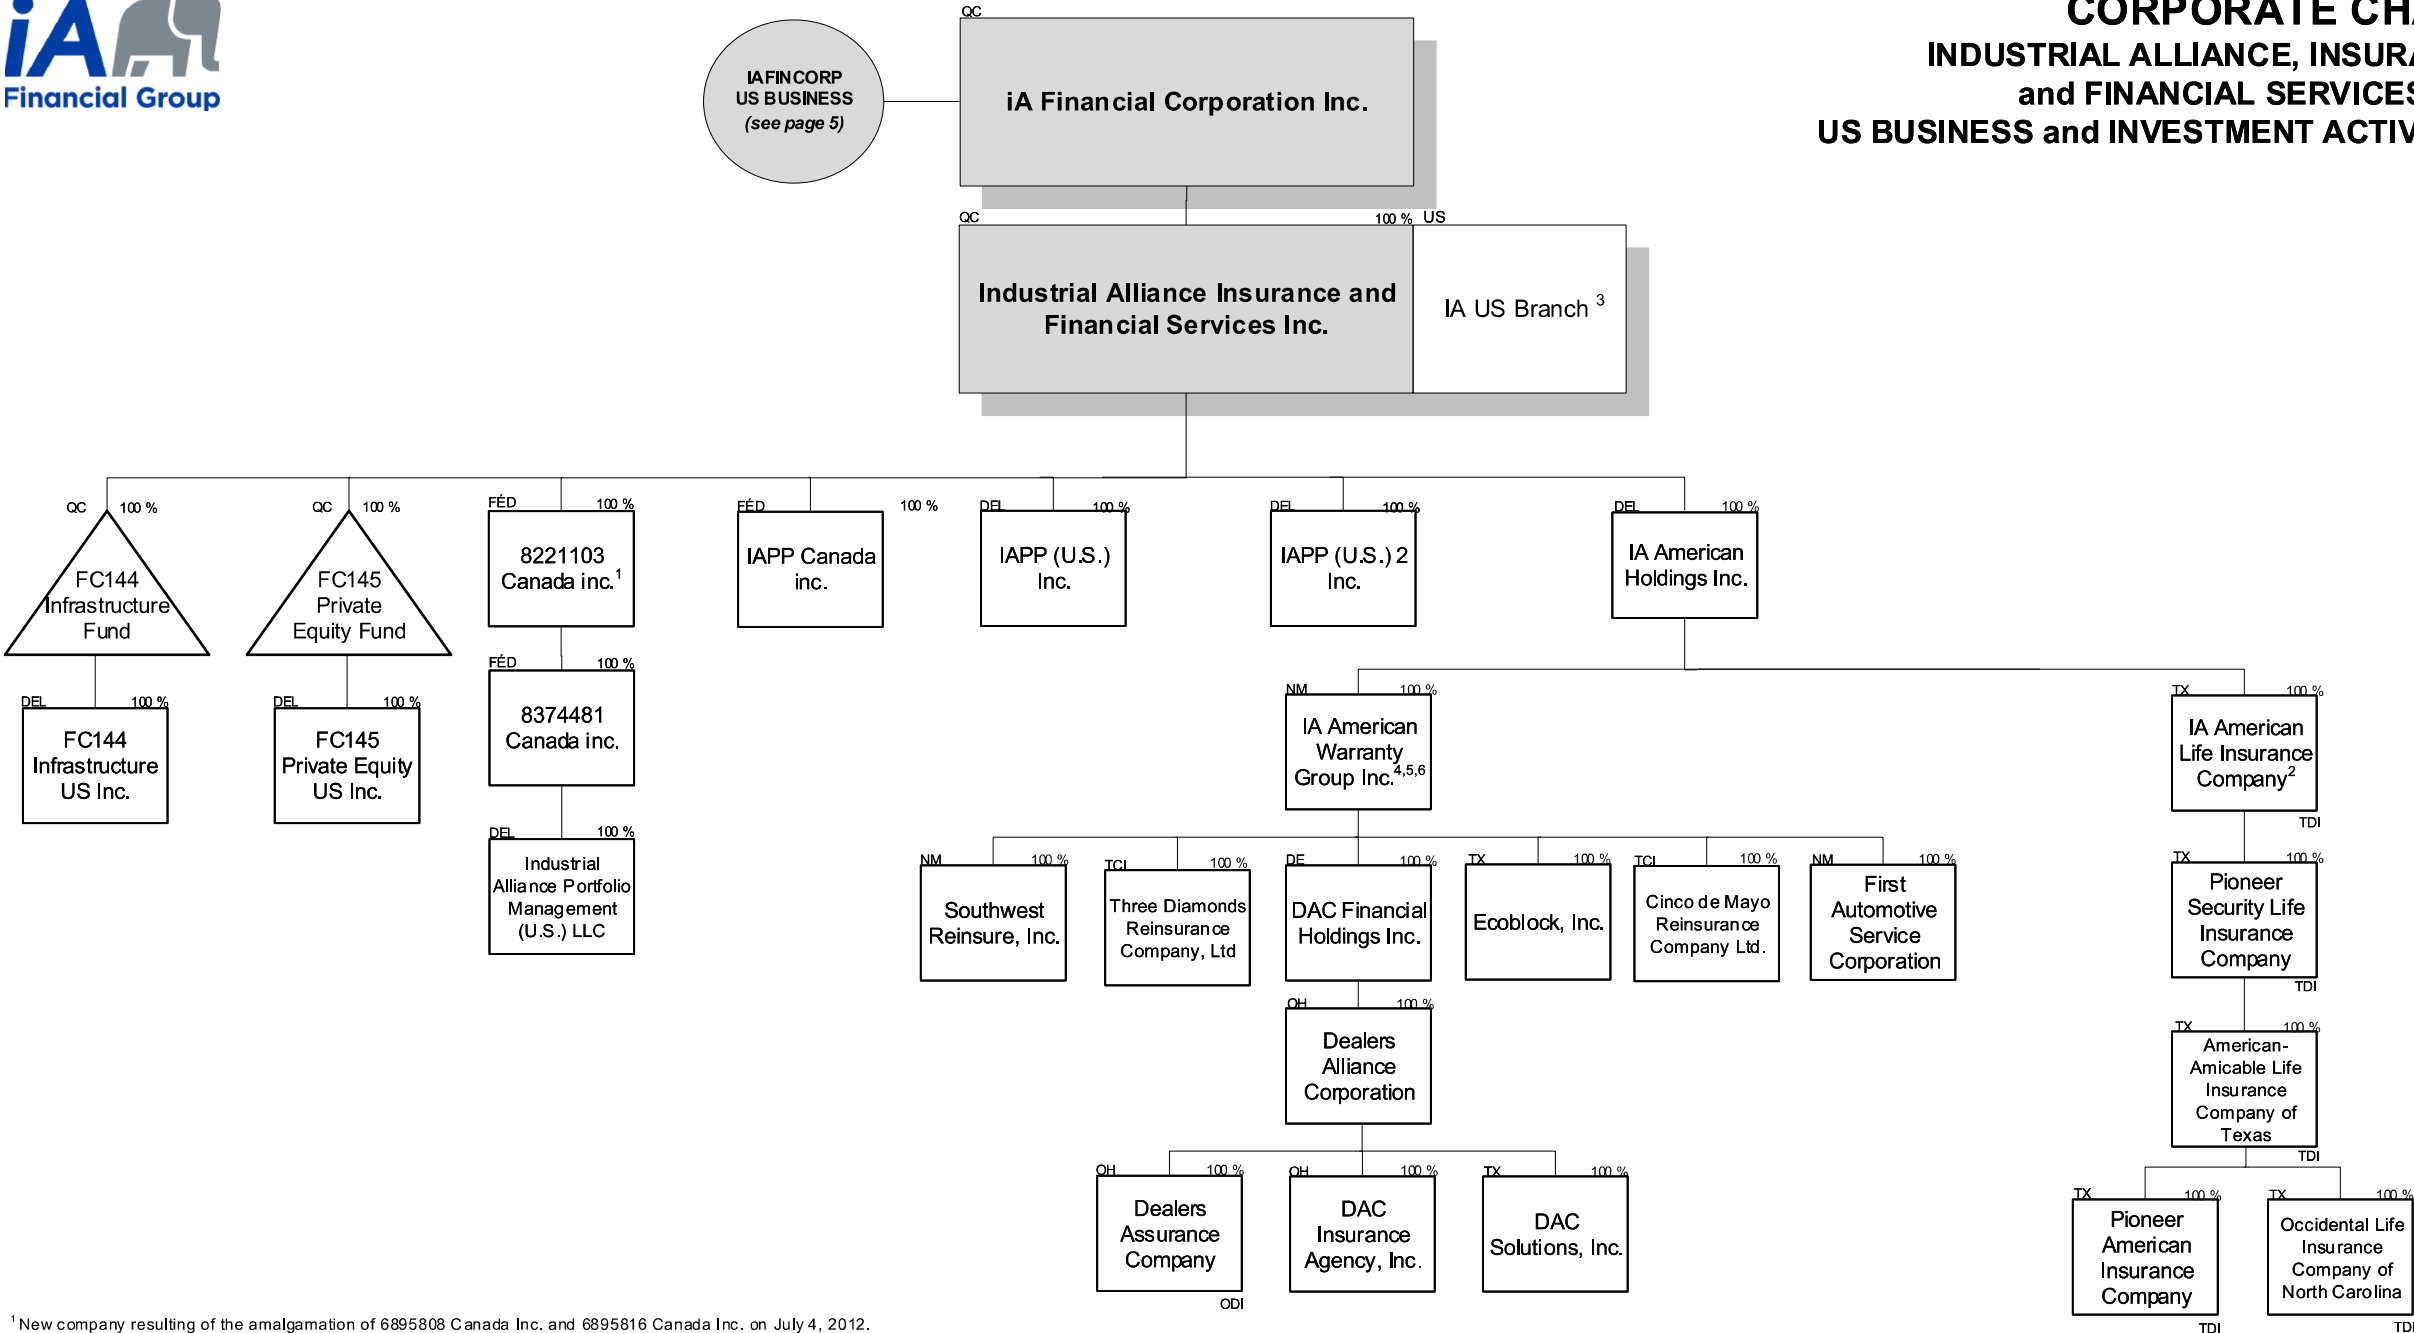 iA
Financial Group
CORPORATE
INDUSTRIAL ALLIANCE,
and FINANCIAL SERVICES
US BUSINESS and INVESTMENT
IAFINCORP
US BUSINESS
(see page 5)
QC
iA Financial Corporation Inc.
QC
100 %
US
Industrial Alliance Insurance and
Financial Services Inc.
IA US Branch 3
QC 100 %
FC144
Infrastructure
Fund
QC 100 %
FC145
Private
Equity Fund
FÉD 100 %
8221103
Canada inc.1
FÉD 100 %
IAPP Canada
inc.
DEL 100 %
IAPP (U.S.)
Inc.
DEL 100 %
IAPP (U.S.) 2
Inc.
DEL 100 %
IA American
Holdings Inc.
DEL 100 %
FC144
Infrastructure
US Inc.
DEL 100 %
FC145
Private Equity
US Inc.
FÉD 100 %
8374481
Canada inc.
DEL 100 %
Industrial
Alliance Portfolio
Management
(U.S.) LLC
NM 100 %
IA American
Warranty
Group Inc.4,5,6
TX 100 %
IA American
Life Insurance
Company2
TDI
NM 100 %
Southwest
Reinsure, Inc.
TCI 100 %
Three Diamonds
Reinsurance
Company, Ltd
DE 100 %
DAC Financial
Holdings Inc.
TX 100 %
Ecoblock, Inc.
TCI 100 %
Cinco de Mayo
Reinsurance
Company Ltd.
NM 100 %
First
Automotive
Service
Corporation
TX 100 %
Pioneer
Security Life
Insurance
Company
TDI
OH 100 %
Dealers
Alliance
Corporation
TX 100 %
American-
Amicable Life
Insurance
Company of
Texas
TDI
OH 100 %
Dealers
Assurance
Company
ODI
OH 100 %
DAC
Insurance
Agency, Inc.
TX 100 %
DAC
Solutions, Inc.
TX 100 %
Pioneer
American
Insurance
Company
TDI
TX 100 %
Occidental Life
Insurance
Company of
North Carolina
TDI
1 New company resulting of the amalgamation of 6895808 Canada Inc. and 6895816 Canada Inc. on July 4, 2012.